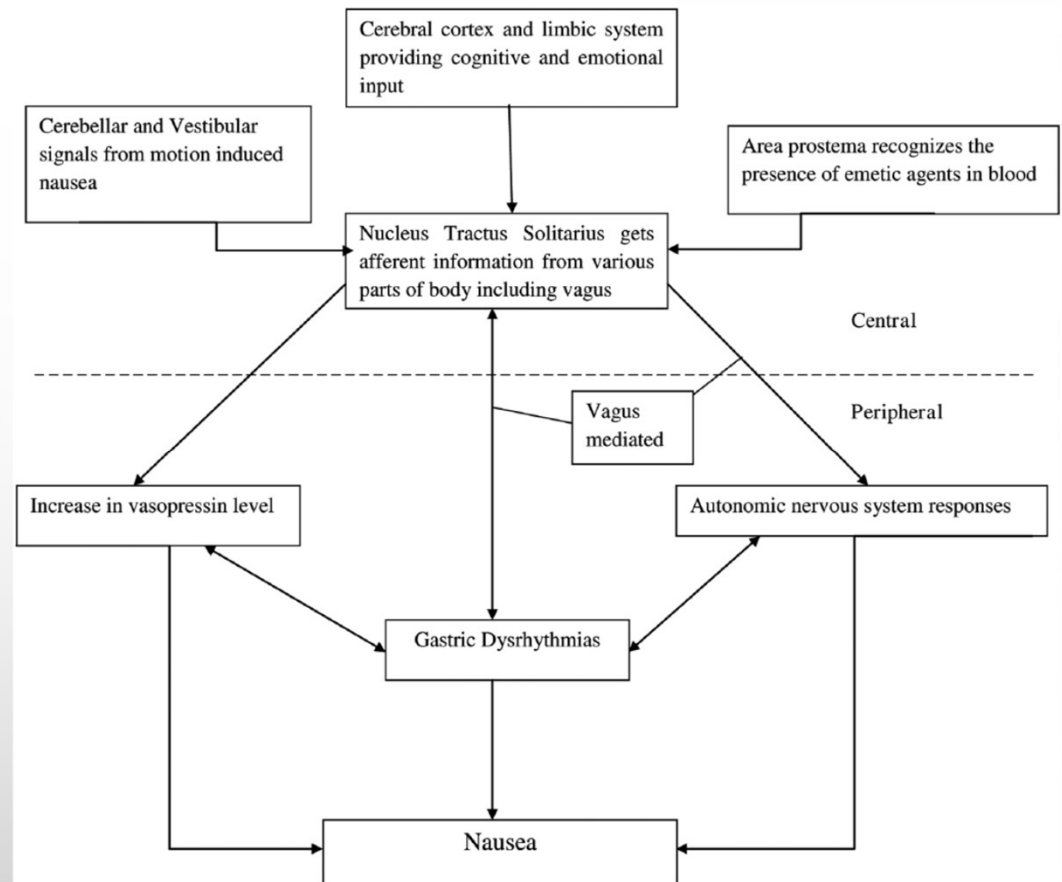 Cerebral cortex and limbic system
providing cognitive and emotional
input
Cerebellar and Vestibular
signals from motion induced
nausea
Area prostema recognizes the
presence of emetic agents in blood
Nucleus Tractus Solitarius gets
afferent information from various
parts of body including vagus
Central
Vagus
mediated
Peripheral
Increase in vasopressin level
Autonomic nervous system responses
Gastric Dysrhythmias
Nausea